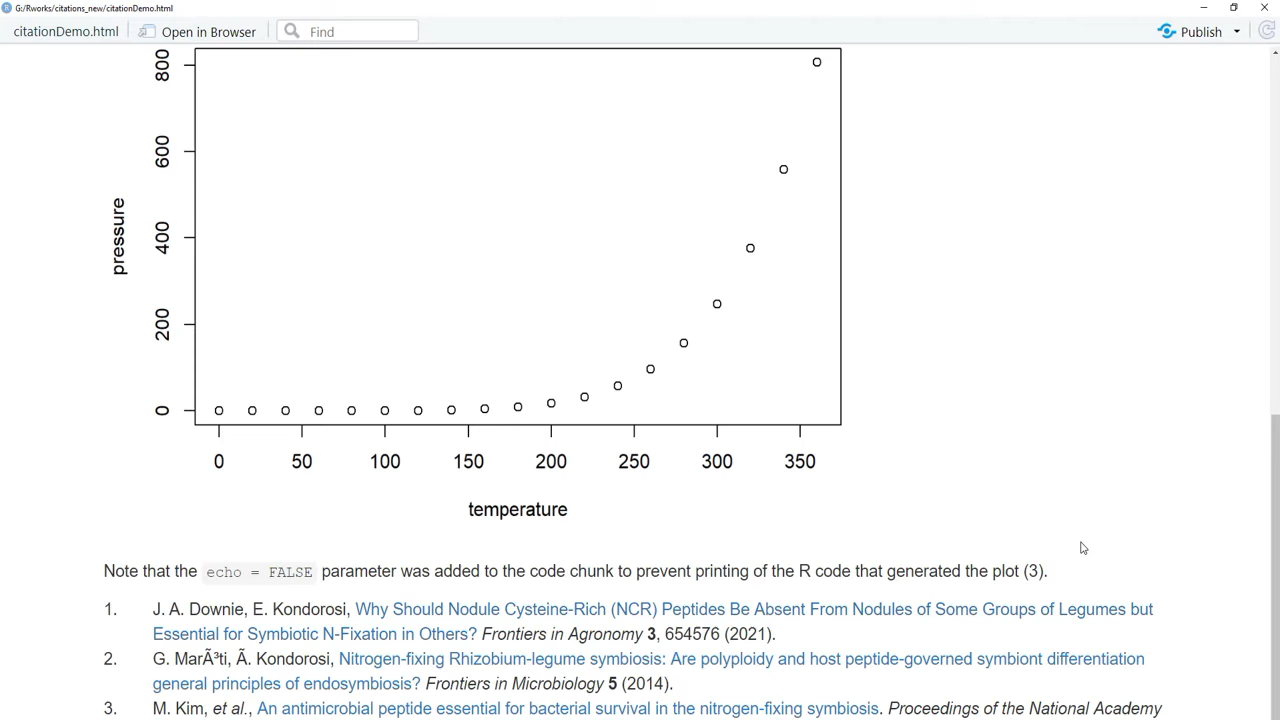 G:/Rworks/citations_new/citationDemo.html
citationDemo.html
Open in Browser
Find
Publish
800
600
400
200
0
pressure
0 50 100 150 200 250 300 350
temperature
Note that the echo = FALSE parameter was added to the code chunk to prevent printing of the R code that generated the plot (3).
1. J. A. Downie, E. Kondorosi, Why Should Nodule Cysteine-Rich (NCR) Peptides Be Absent From Nodules of Some Groups of Legumes but
Essential for Symbiotic N-Fixation in Others? Frontiers in Agronomy 3, 654576 (2021).
2. G. MarÃ³ti, Ã. Kondorosi, Nitrogen-fixing Rhizobium-legume symbiosis: Are polyploidy and host peptide-governed symbiont differentiation
general principles of endosymbiosis? Frontiers in Microbiology 5 (2014).
3. M. Kim, et al., An antimicrobial peptide essential for bacterial survival in the nitrogen-fixing symbiosis. Proceedings of the National Academy